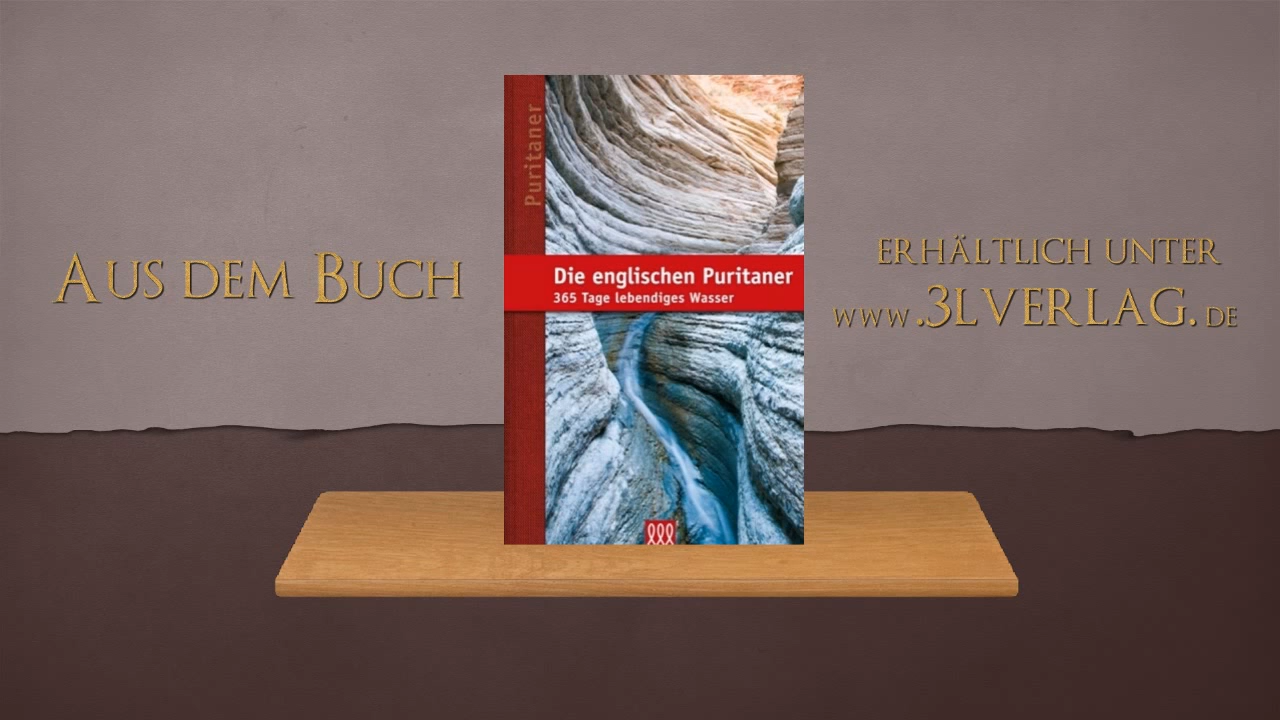 Aus dem Buch
Puritaner
Die englischen Puritaner
365 Tage lebendiges Wasser
erhältlich unter
www.3lverlag.de